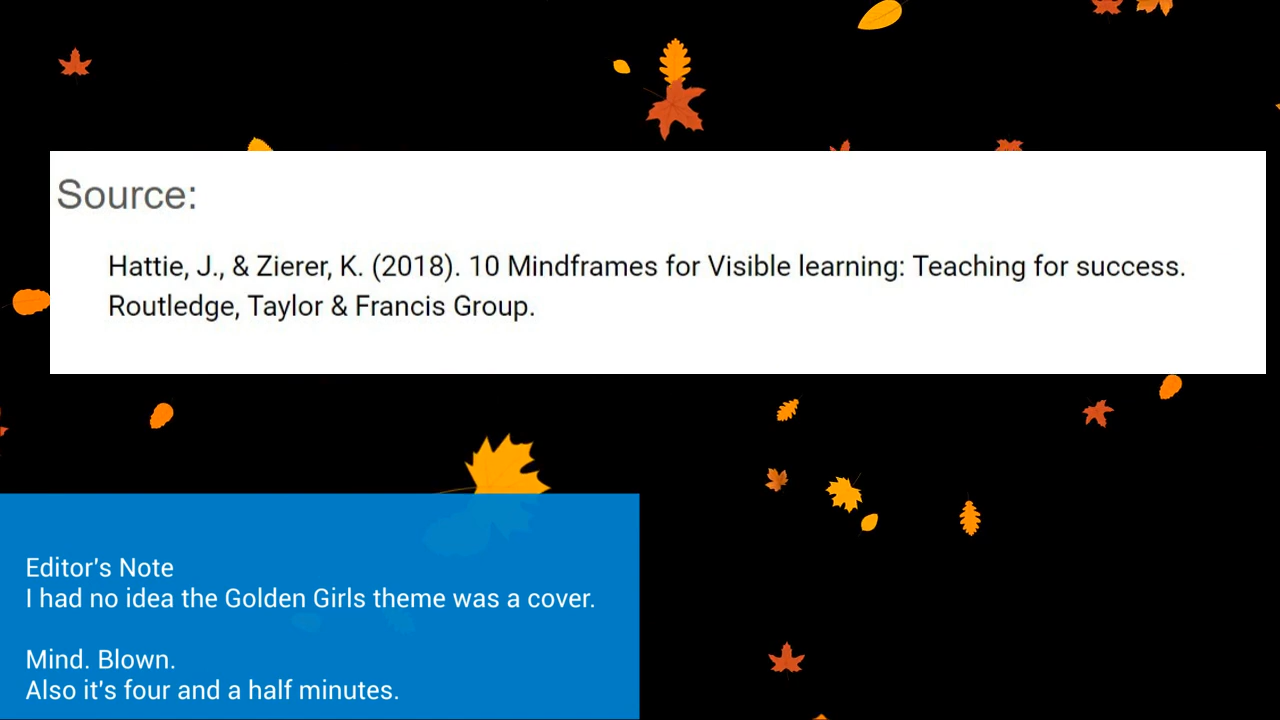 Source:
Hattie, J., & Zierer, K. (2018). 10 Mindframes for Visible learning: Teaching for success.
Routledge, Taylor & Francis Group.
Editor's Note
I had no idea the Golden Girls theme was a cover.
Mind. Blown.
Also it's four and a half minutes.